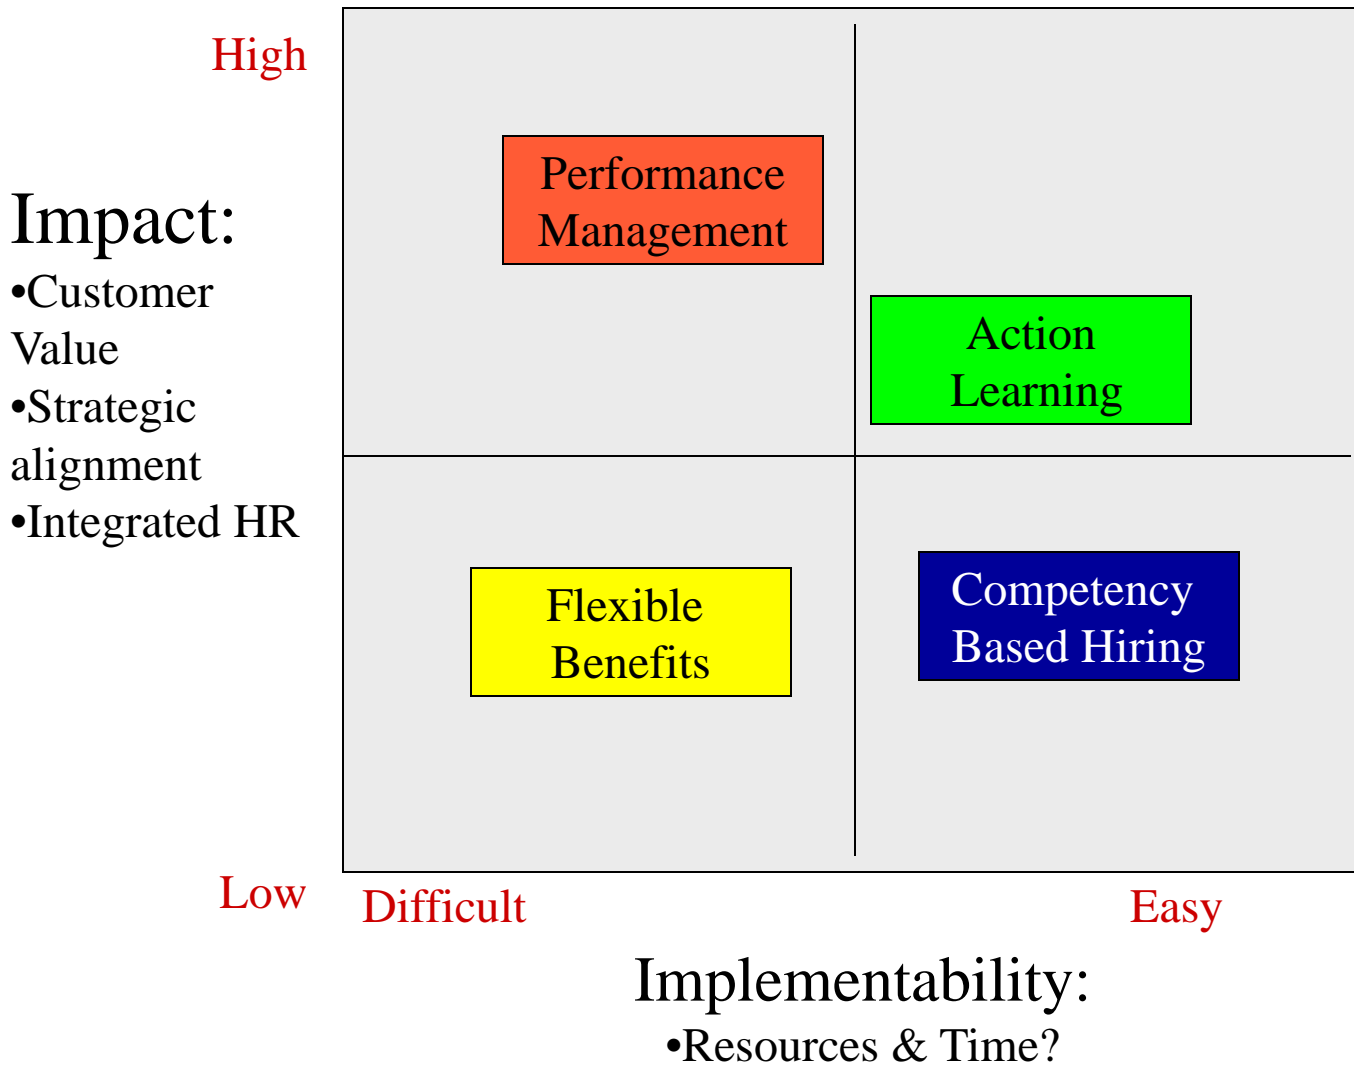 High
Impact:
•Customer
Value
•Strategic
alignment
•Integrated HR
Performance
Management
Action
Learning
Flexible
Benefits
Competency
Based Hiring
Low
Difficult
Easy
Implementability:
•Resources & Time?